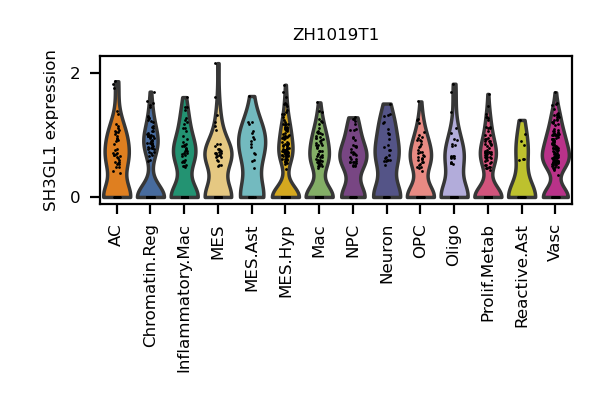 ZH1019T1
SH3GL1 expression
2
0
AC
Chromatin.Reg
Inflammatory.Mac
MES
MES.Ast
MES.Hyp
Mac
NPC
Neuron
OPC
Oligo
Prolif.Metab
Reactive.Ast
Vasc